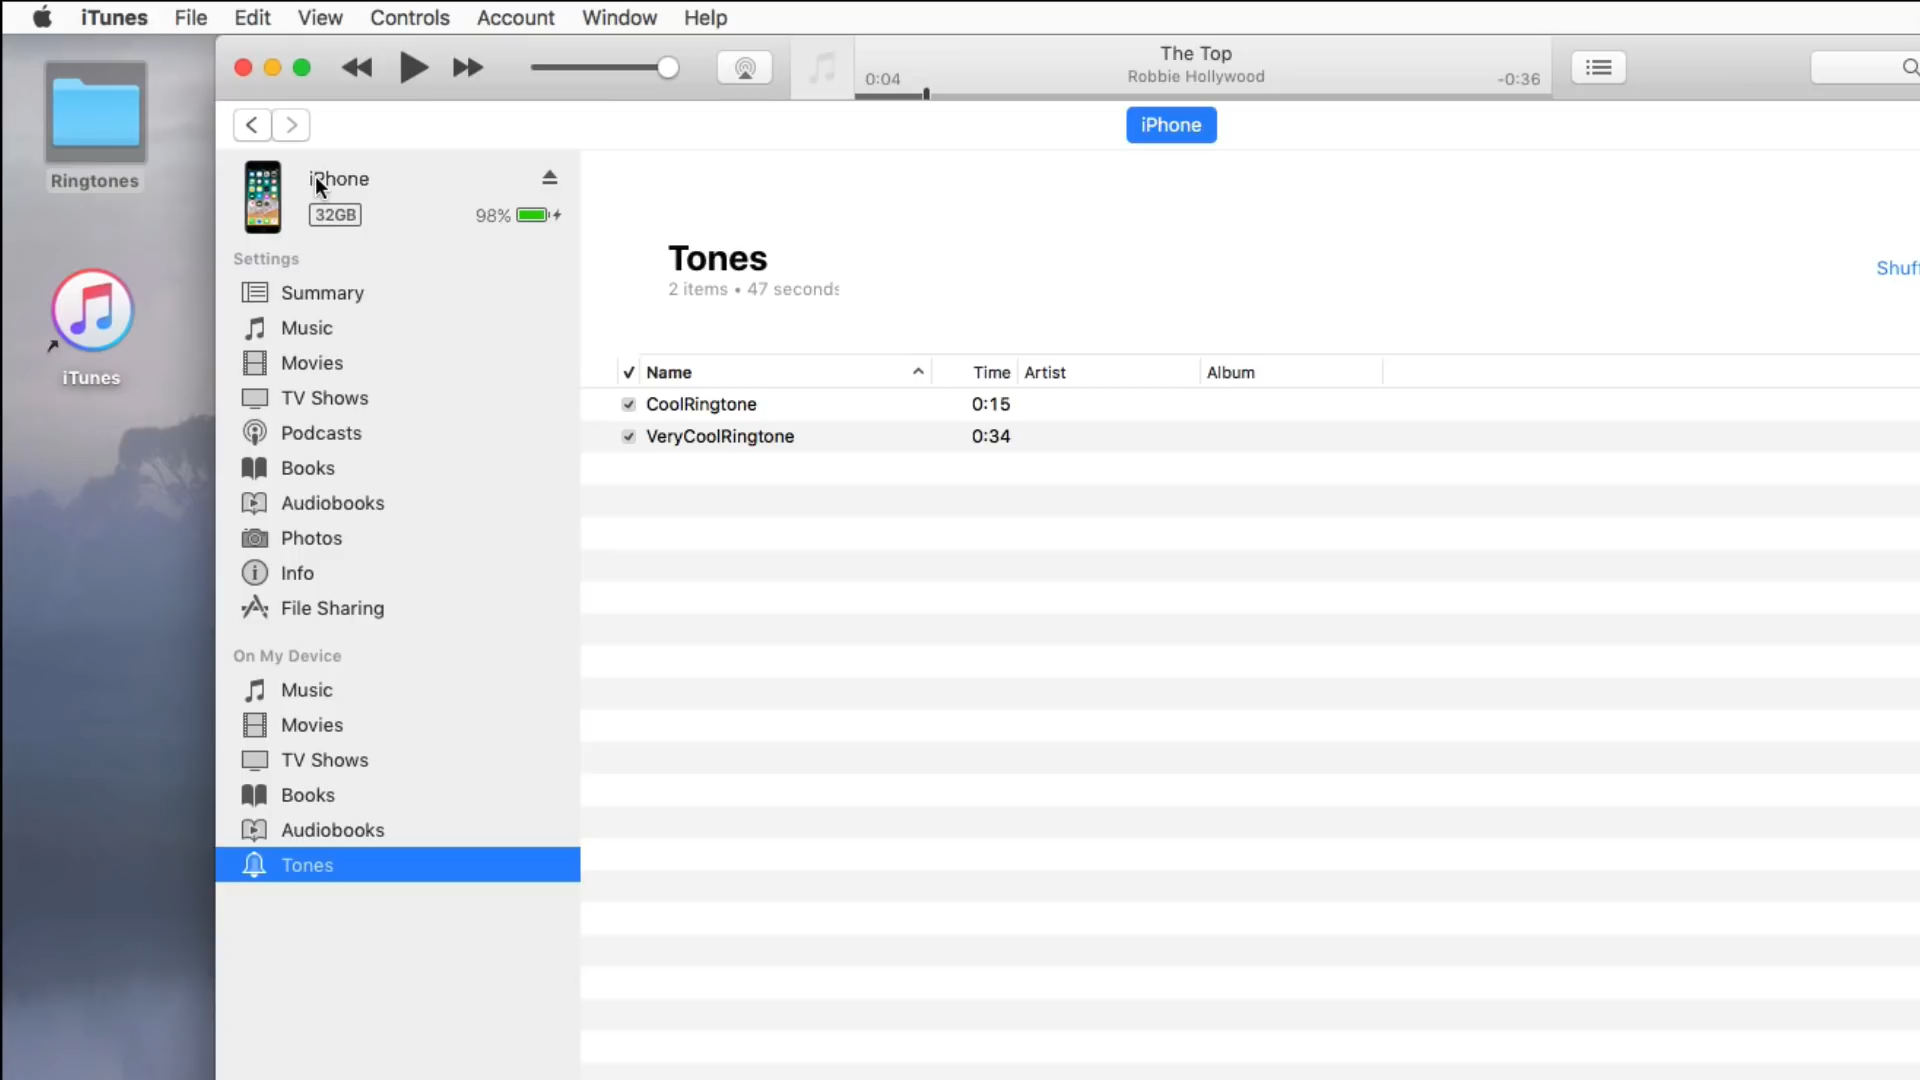 iTunes File Edit View Controls Account Window Help
The Top
Robbie Hollywood
0:04
-0:36
iPhone
Ringtones
iTunes
iPhone
32GB
98%
Settings
Summary
Music
Movies
TV Shows
Podcasts
Books
Audiobooks
Photos
Info
File Sharing
On My Device
Music
Movies
TV Shows
Books
Audiobooks
Tones
Tones
2 items • 47 seconds
Shuff
✓ Name Time Artist Album
CoolRingtone 0:15
VeryCoolRingtone 0:34